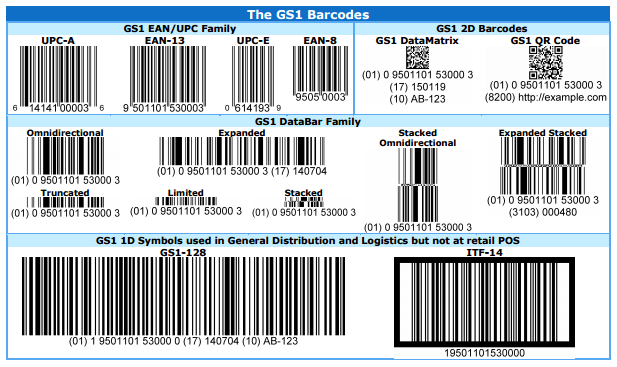 The GS1 Barcodes
GS1 EAN/UPC Family
UPC-A
EAN-13
UPC-E
EAN-8
6 14141 00003 6
9 501101 530003
0 614193 9
9505 0003
GS1 2D Barcodes
GS1 DataMatrix
(01) 0 9501101 53000 3
(17) 150119
(10) AB-123
GS1 QR Code
(01) 0 9501101 53000 3
(8200) http://example.com
GS1 DataBar Family
Omnidirectional
(01) 0 9501101 53000 3
Expanded
(01) 0 9501101 53000 3 (17) 140704
Stacked
Omnidirectional
(01) 0 9501101 53000 3
Expanded Stacked
(01) 0 9501101 53000 3
(3103) 000480
Truncated
(01) 0 9501101 53000 3
Limited
(01) 0 9501101 53000 3
Stacked
(01) 0 9501101 53000 3
GS1 1D Symbols used in General Distribution and Logistics but not at retail POS
GS1-128
(01) 1 9501101 53000 0 (17) 140704 (10) AB-123
ITF-14
19501101530000